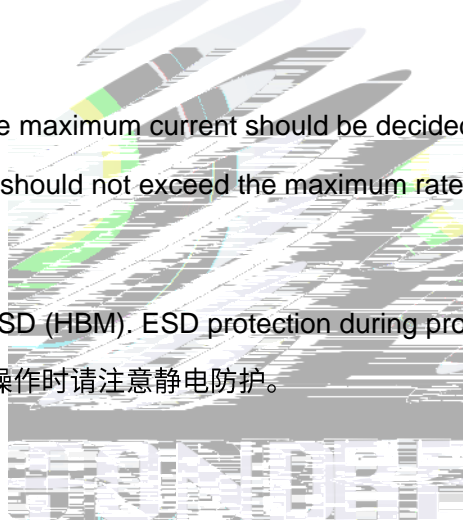 e maximum current should be decided
should not exceed the maximum rate
SD (HBM). ESD protection during pro
操作时请注意静电防护。